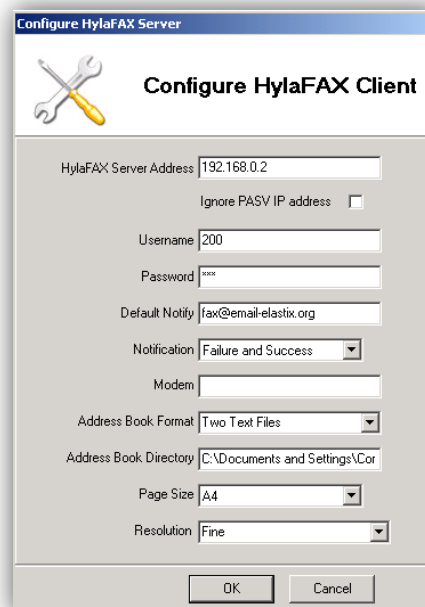 Configure HylaFAX Server
Configure HylaFAX Client
HylaFAX Server Address 192.168.0.2
Ignore PASV IP address
Username 200
Password ***
Default Notify fax@email-elastix.org
Notification Failure and Success
Modem
Address Book Format Two Text Files
Address Book Directory C:\Documents and Settings\Cor
Page Size A4
Resolution Fine
OK Cancel